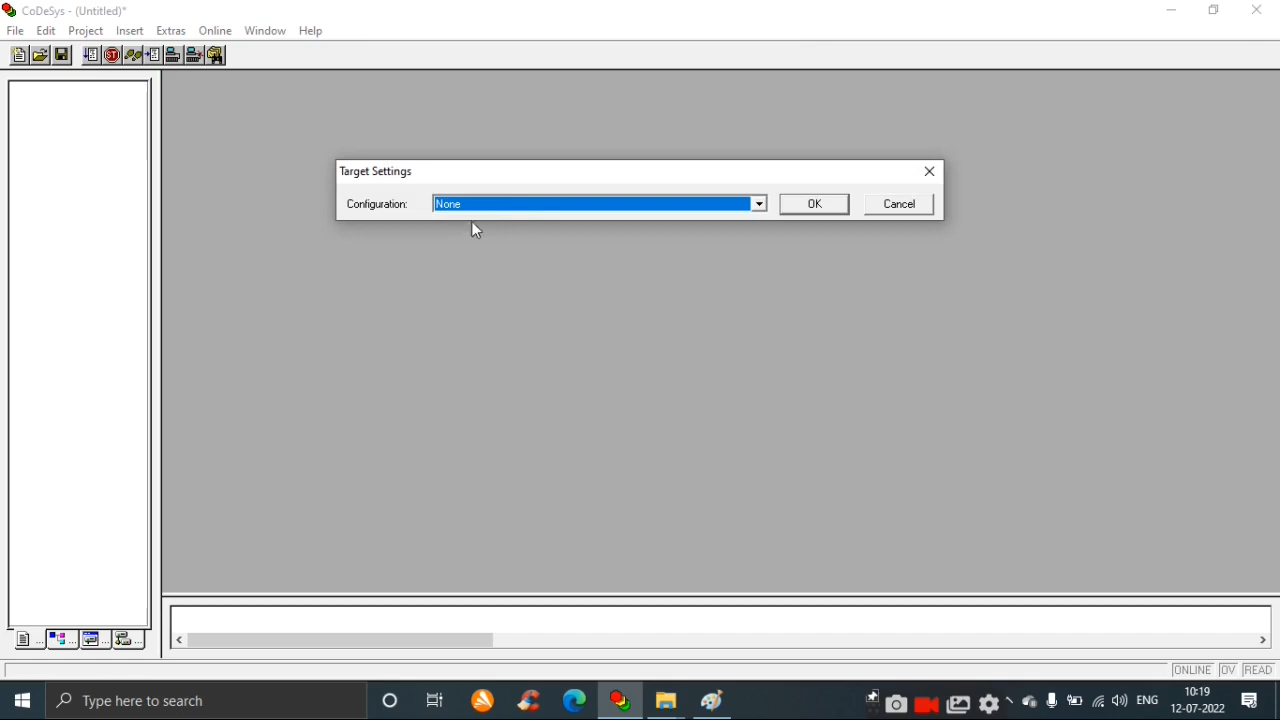 CoDeSys - (Untitled)*
File Edit Project Insert Extras Online Window Help
Target Settings
Configuration: None OK Cancel
ONLINE OV READ
Type here to search
ENG
10:19
12-07-2022